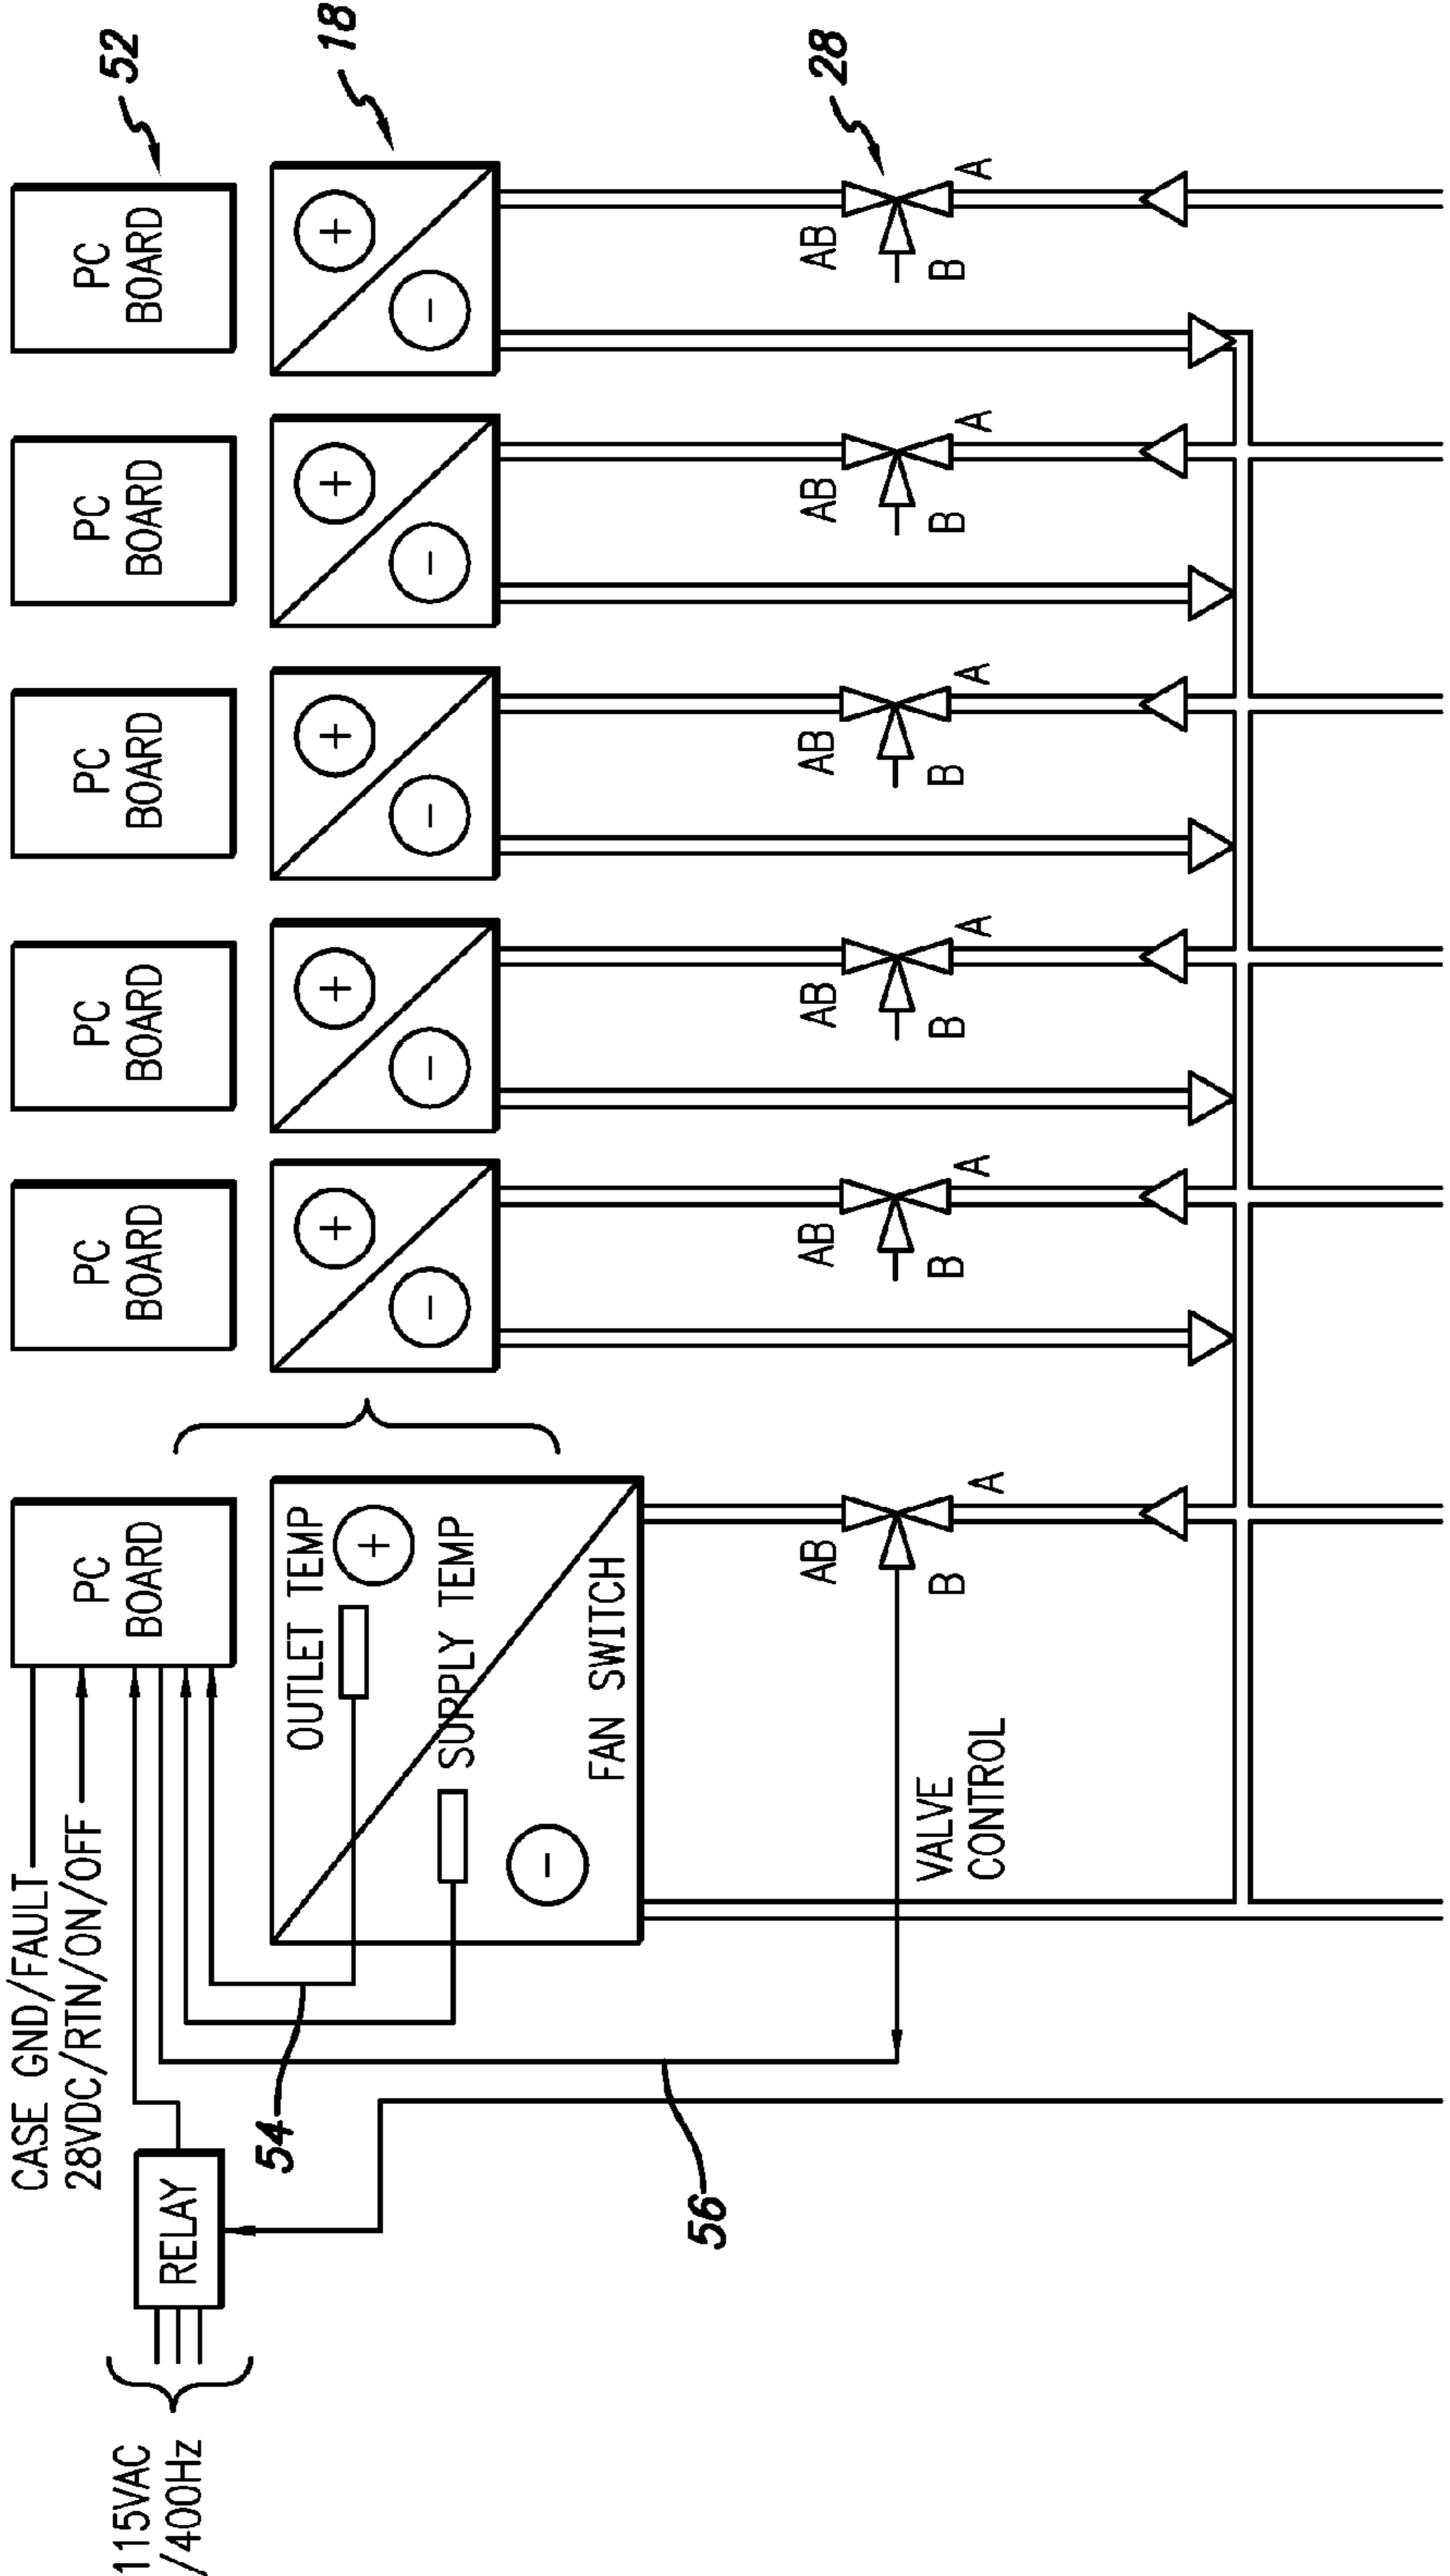 CASE GND/FAULT
28VDC/RTN/ON/OFF
115VAC
/400Hz
RELAY
PC
BOARD
PC
BOARD
PC
BOARD
PC
BOARD
PC
BOARD
PC
BOARD
52
54
OUTLET TEMP
+
SUPPLY TEMP
-
FAN SWITCH
+
-
+
-
+
-
+
-
+
-
18
56
AB
B
A
VALVE
CONTROL
AB
B
A
AB
B
A
AB
B
A
AB
B
A
AB
B
A
28